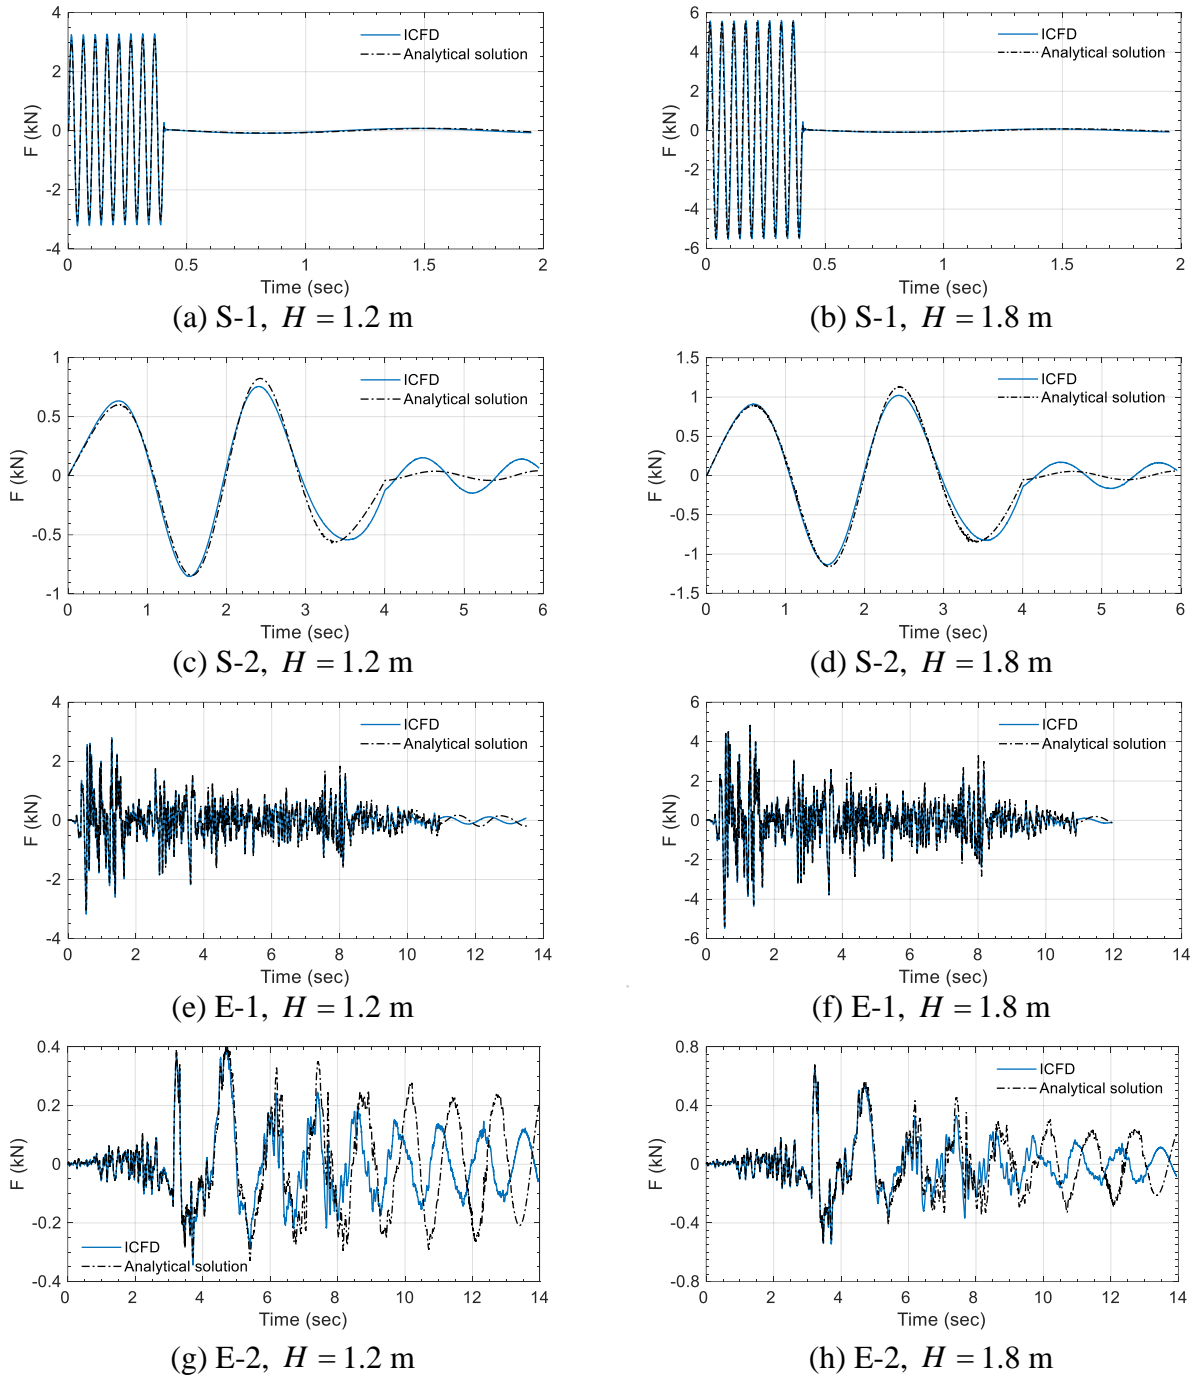 4
2
0
-2
-4
F (kN)
ICFD
Analytical solution
0 0.5 1 1.5 2
Time (sec)
(a) S-1, H = 1.2 m
6
4
2
0
-2
-4
-6
F (kN)
ICFD
Analytical solution
0 0.5 1 1.5 2
Time (sec)
(b) S-1, H = 1.8 m
1
0.5
0
-0.5
-1
F (kN)
ICFD
Analytical solution
0 1 2 3 4 5 6
Time (sec)
(c) S-2, H = 1.2 m
1.5
1
0.5
0
-0.5
-1
-1.5
F (kN)
ICFD
Analytical solution
0 1 2 3 4 5 6
Time (sec)
(d) S-2, H = 1.8 m
4
2
0
-2
-4
F (kN)
ICFD
Analytical solution
0 2 4 6 8 10 12 14
Time (sec)
(e) E-1, H = 1.2 m
6
4
2
0
-2
-4
-6
F (kN)
ICFD
Analytical solution
0 2 4 6 8 10 12 14
Time (sec)
(f) E-1, H = 1.8 m
0.4
0.2
0
-0.2
-0.4
F (kN)
ICFD
Analytical solution
0 2 4 6 8 10 12 14
Time (sec)
(g) E-2, H = 1.2 m
0.8
0.4
0
-0.4
-0.8
F (kN)
ICFD
Analytical solution
0 2 4 6 8 10 12 14
Time (sec)
(h) E-2, H = 1.8 m